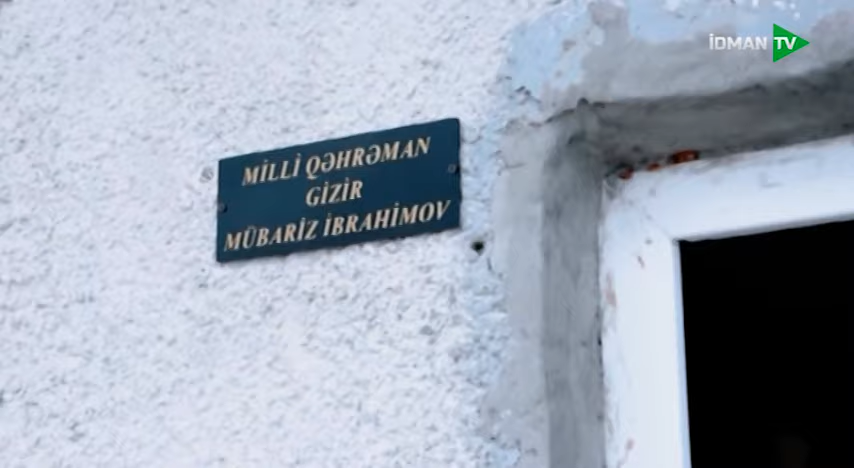 İDMAN TV
MİLLİ QƏHRƏMAN
GİZİR
MÜBARİZ İBRAHİMOV